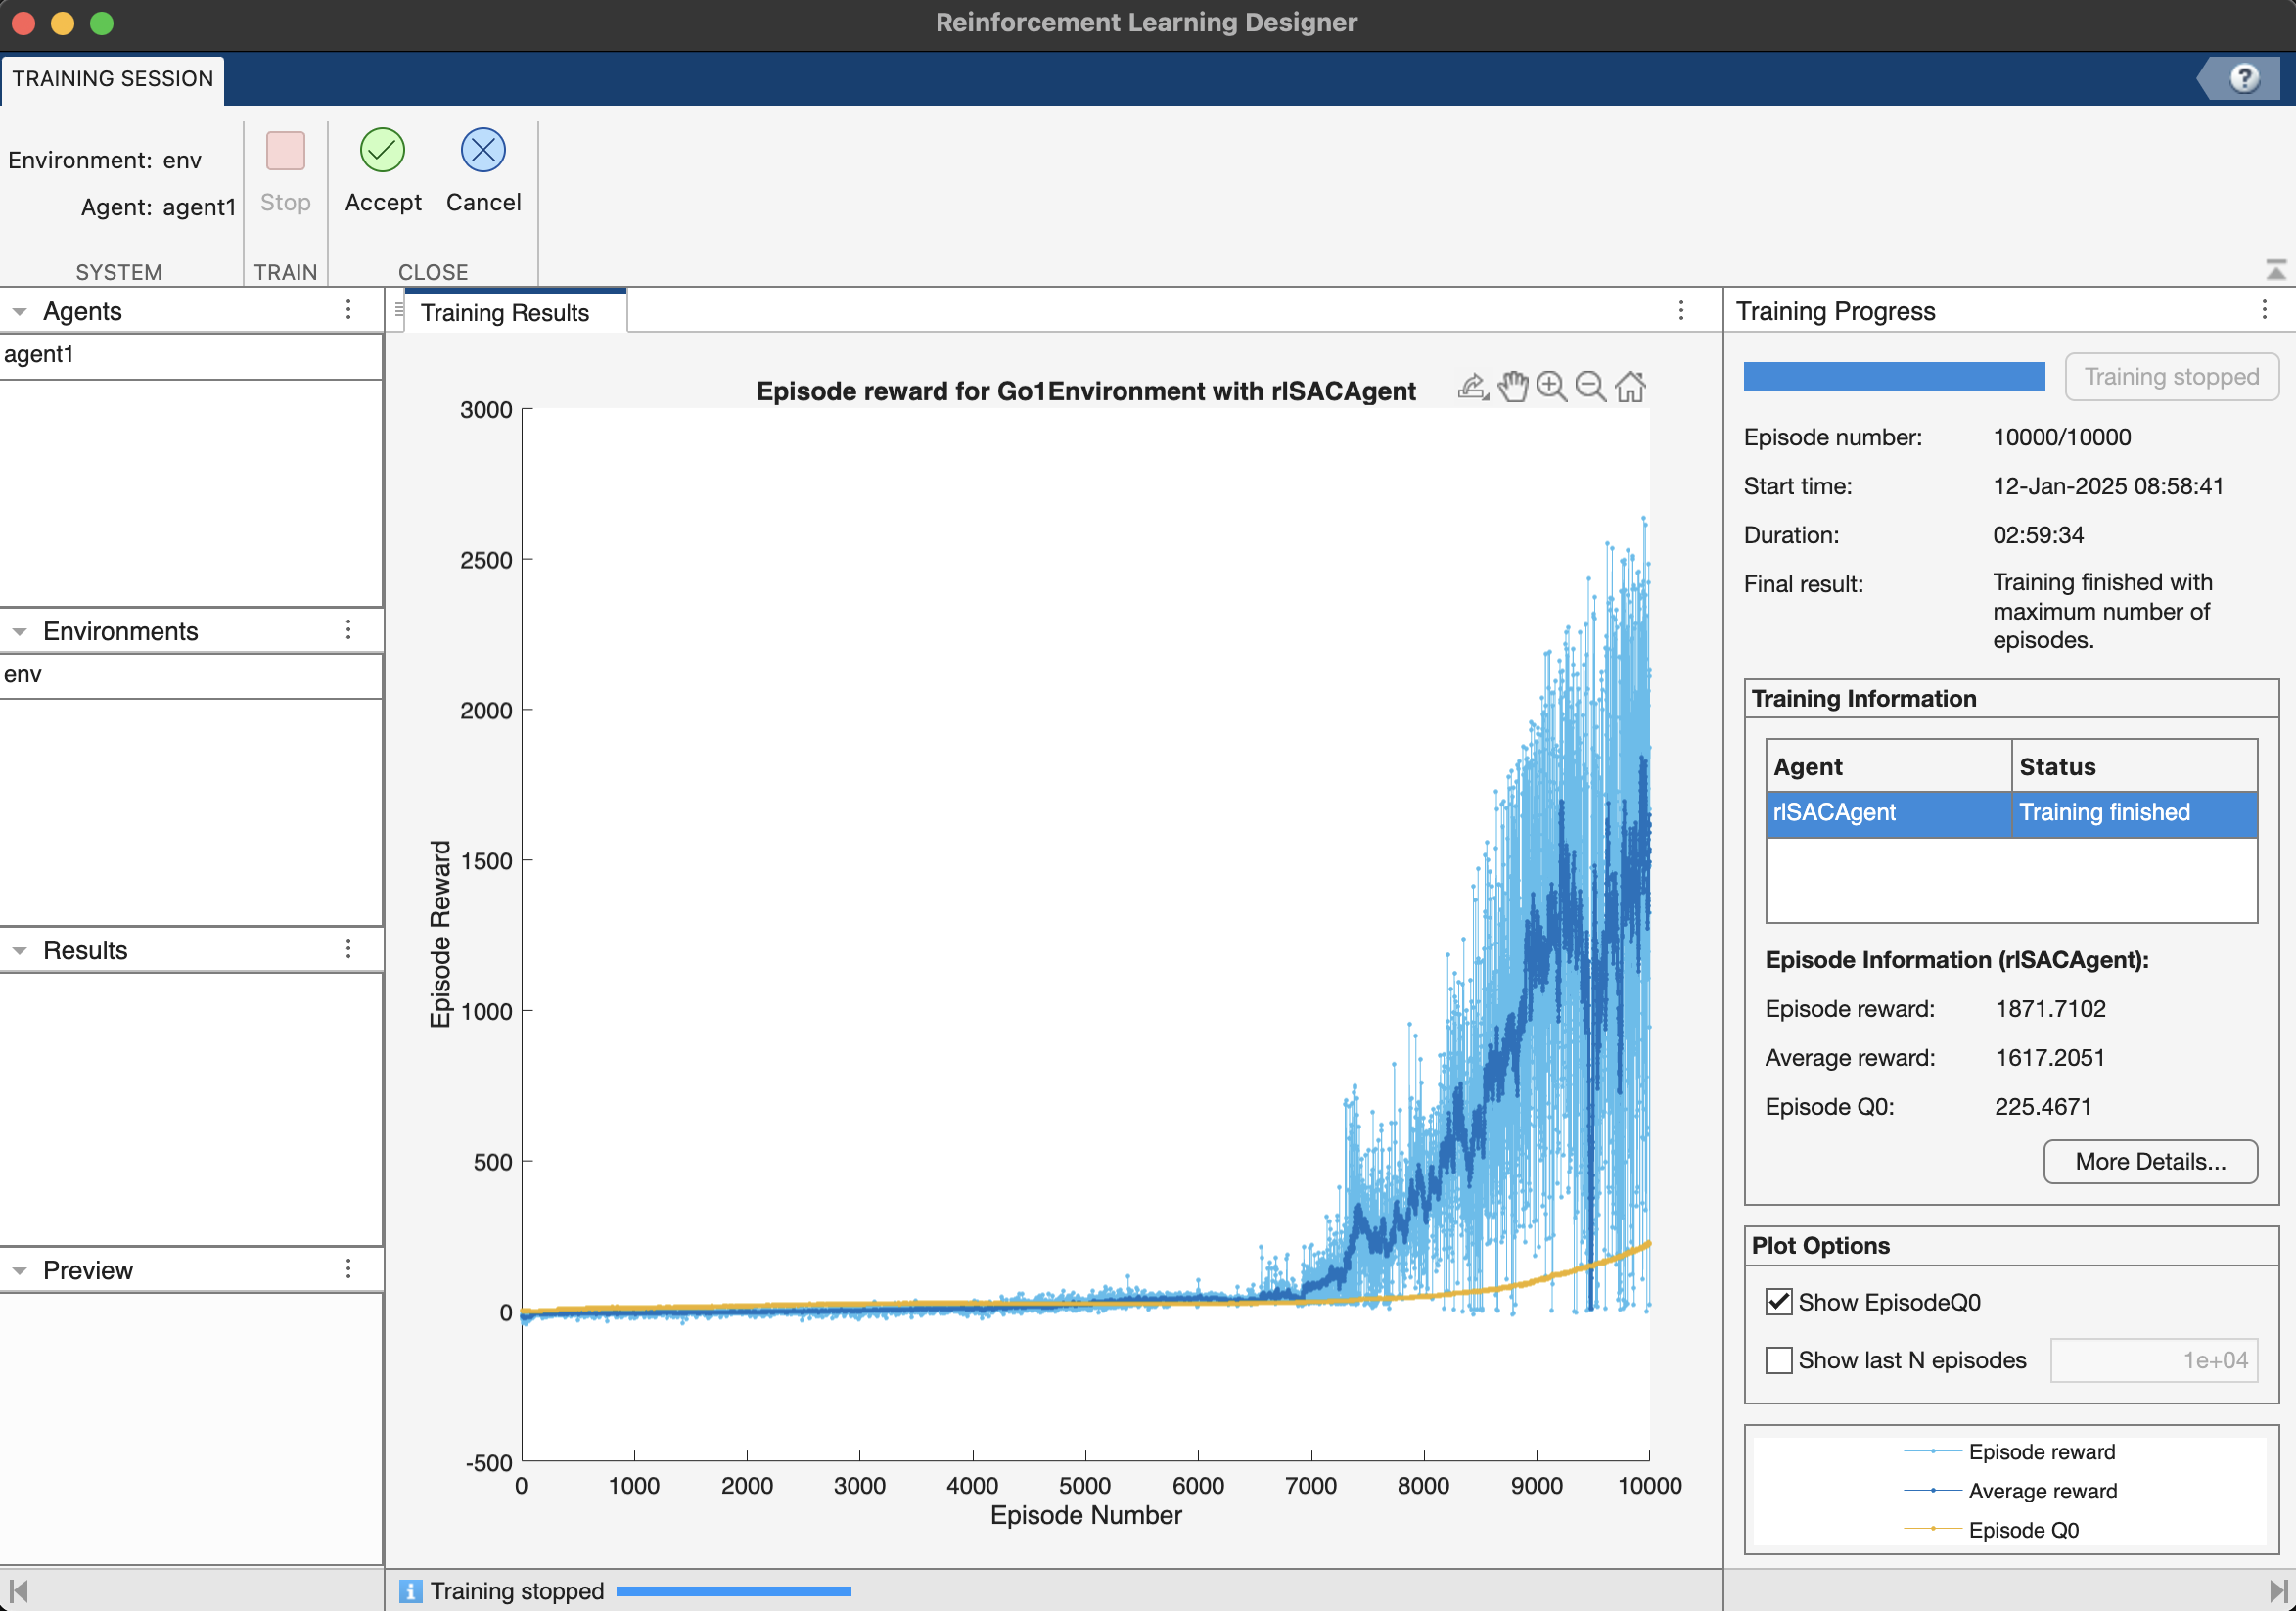 Reinforcement Learning Designer
TRAINING SESSION
?
Environment: env
Agent: agent1
Stop
Accept
Cancel
SYSTEM
TRAIN
CLOSE
Agents
agent1
Environments
env
Results
Preview
Training Results
Episode reward for Go1Environment with rlSACAgent
3000
2500
2000
1500
1000
500
0
-500
Episode Reward
0 1000 2000 3000 4000 5000 6000 7000 8000 9000 10000
Episode Number
i Training stopped
Training Progress
Training stopped
Episode number: 10000/10000
Start time: 12-Jan-2025 08:58:41
Duration: 02:59:34
Final result: Training finished with
maximum number of
episodes.
Training Information
Agent Status
rlSACAgent Training finished
Episode Information (rlSACAgent):
Episode reward: 1871.7102
Average reward: 1617.2051
Episode Q0: 225.4671
More Details...
Plot Options
Show EpisodeQ0
Show last N episodes 1e+04
Episode reward
Average reward
Episode Q0